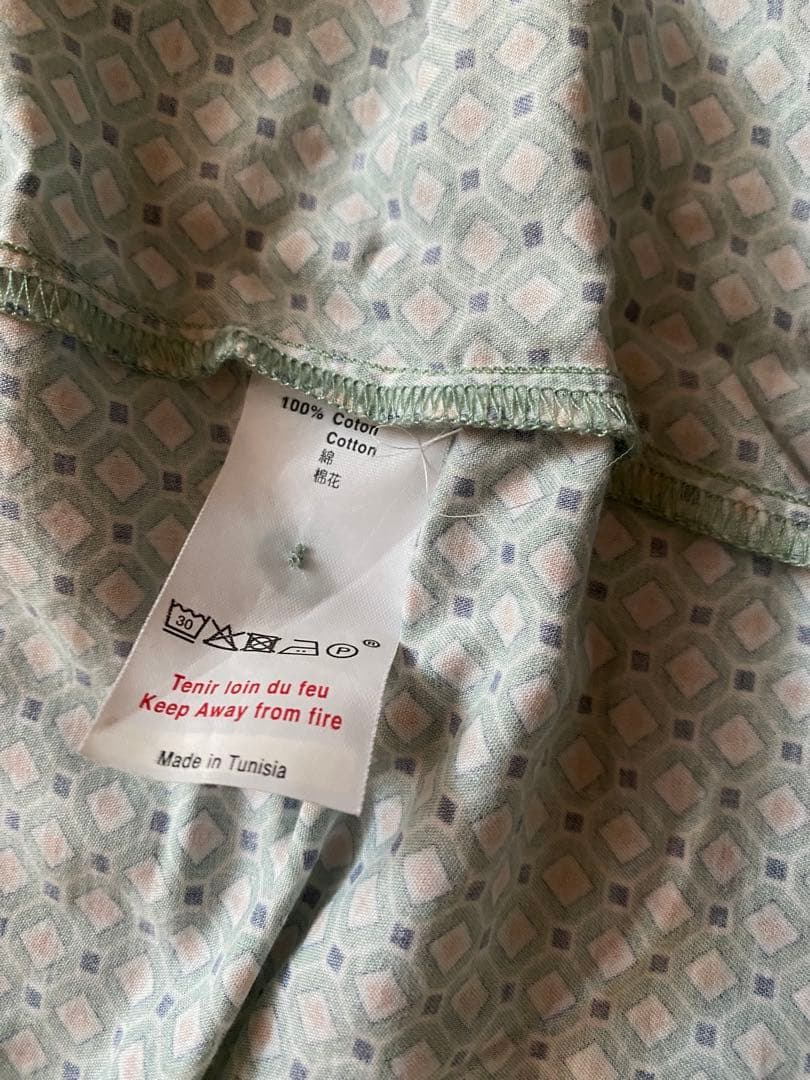 100% Coton
Cotton
綿
棉花
30 P ®
Tenir loin du feu
Keep Away from fire
Made in Tunisia